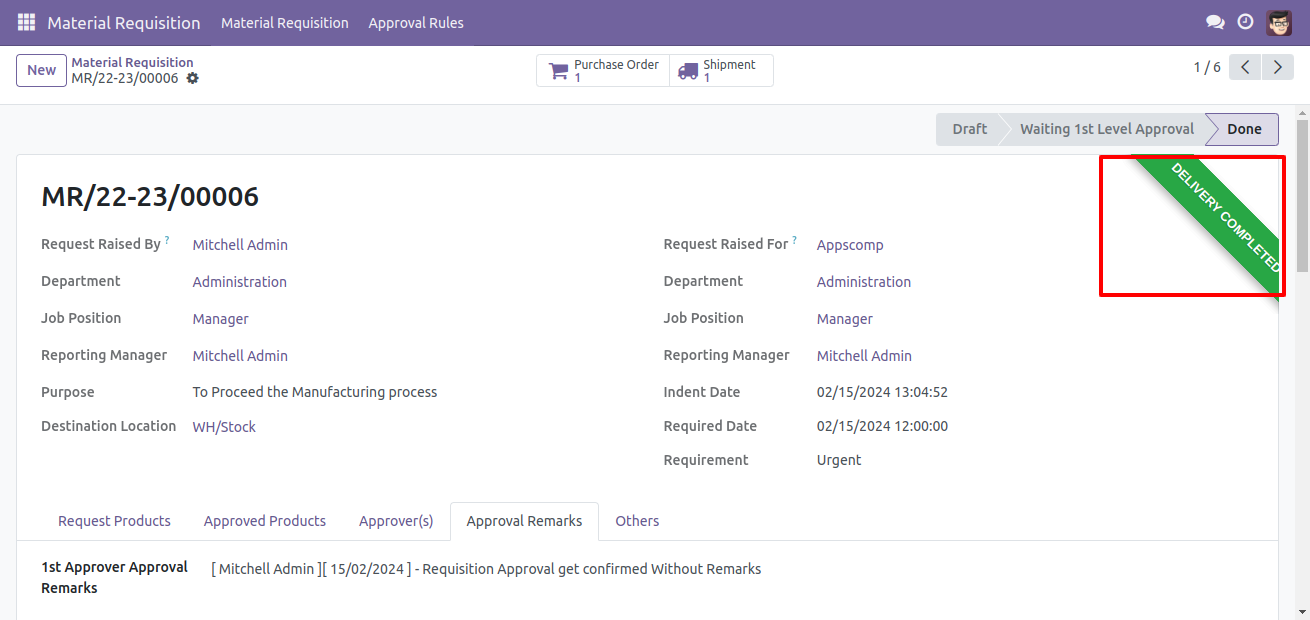 Material Requisition Material Requisition Approval Rules
New
Material Requisition
MR/22-23/00006
Purchase Order
1
Shipment
1
1 / 6
Draft Waiting 1st Level Approval Done
DELIVERY COMPLETED
MR/22-23/00006
Request Raised By ? Mitchell Admin
Department Administration
Job Position Manager
Reporting Manager Mitchell Admin
Purpose To Proceed the Manufacturing process
Destination Location WH/Stock
Request Raised For ? Appscomp
Department Administration
Job Position Manager
Reporting Manager Mitchell Admin
Indent Date 02/15/2024 13:04:52
Required Date 02/15/2024 12:00:00
Requirement Urgent
Request Products Approved Products Approver(s) Approval Remarks Others
1st Approver Approval
Remarks
[ Mitchell Admin ][ 15/02/2024 ] - Requisition Approval get confirmed Without Remarks